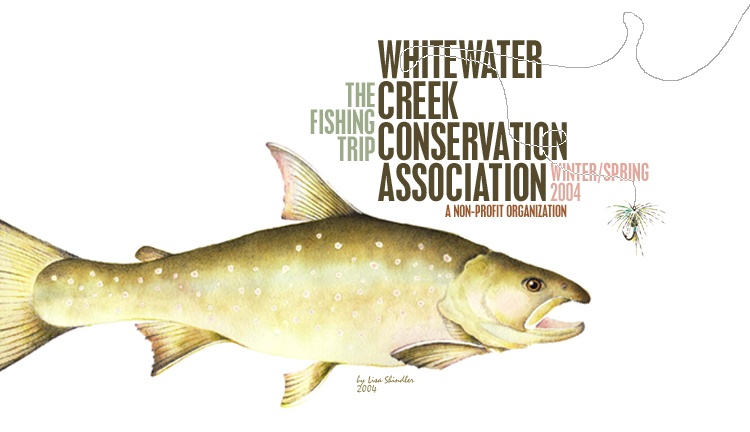 THE
FISHING
TRIP
WHITEWATER
CREEK
CONSERVATION
ASSOCIATION
WINTER/SPRING
2004
A NON-PROFIT ORGANIZATION
by Lisa Shindler
2004